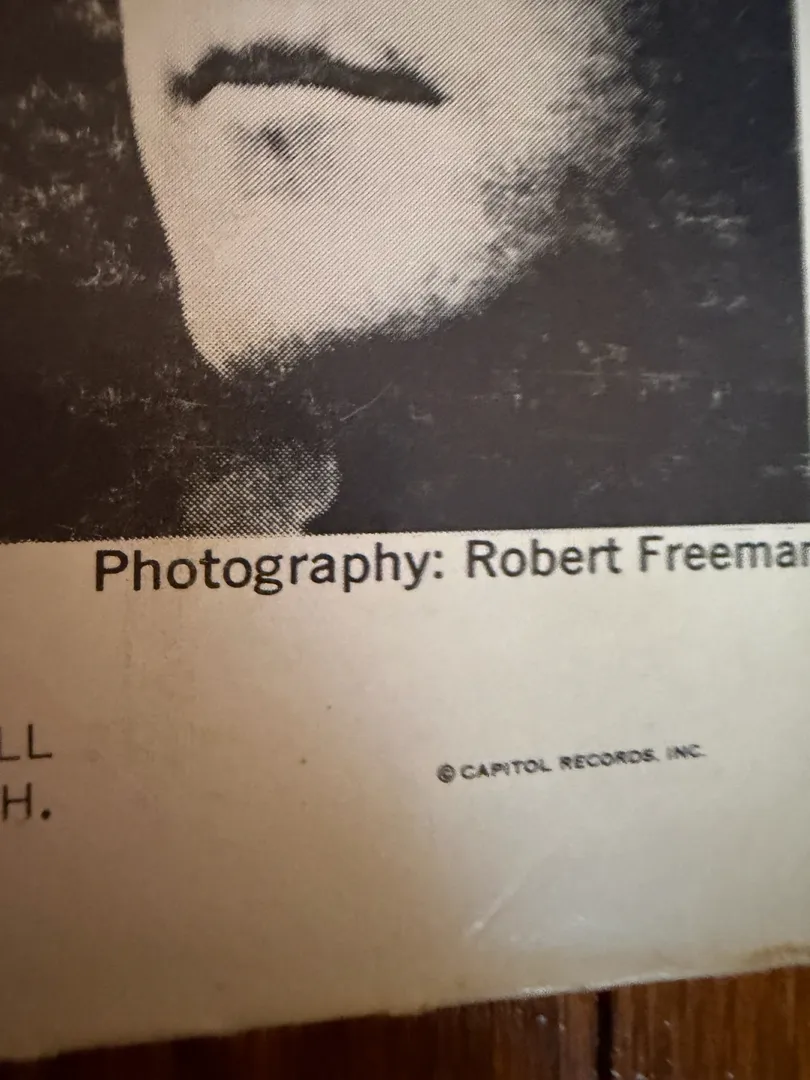 Photography: Robert Freeman
LL
H.
© CAPITOL RECORDS, INC.